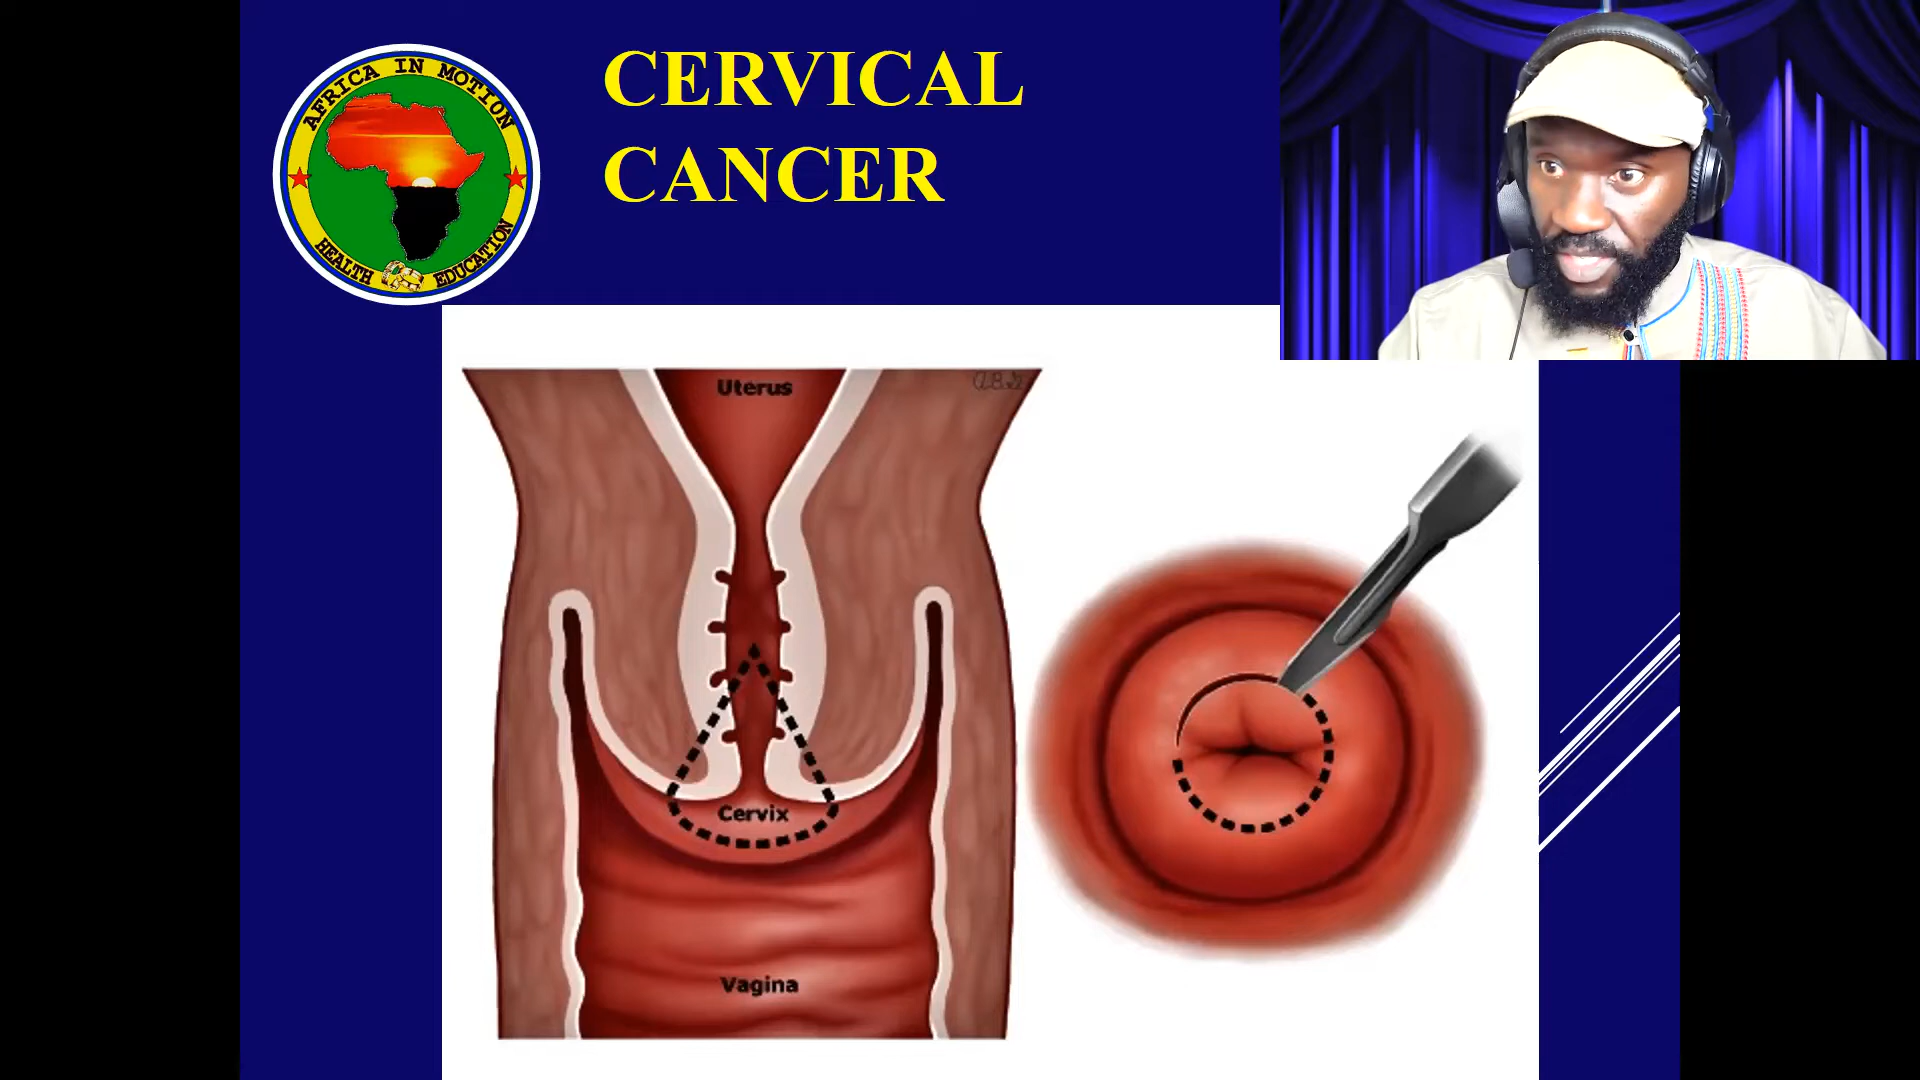 AFRICA IN MOTION
HEALTH EDUCATION
CERVICAL
CANCER
Uterus
Cervix
Vagina